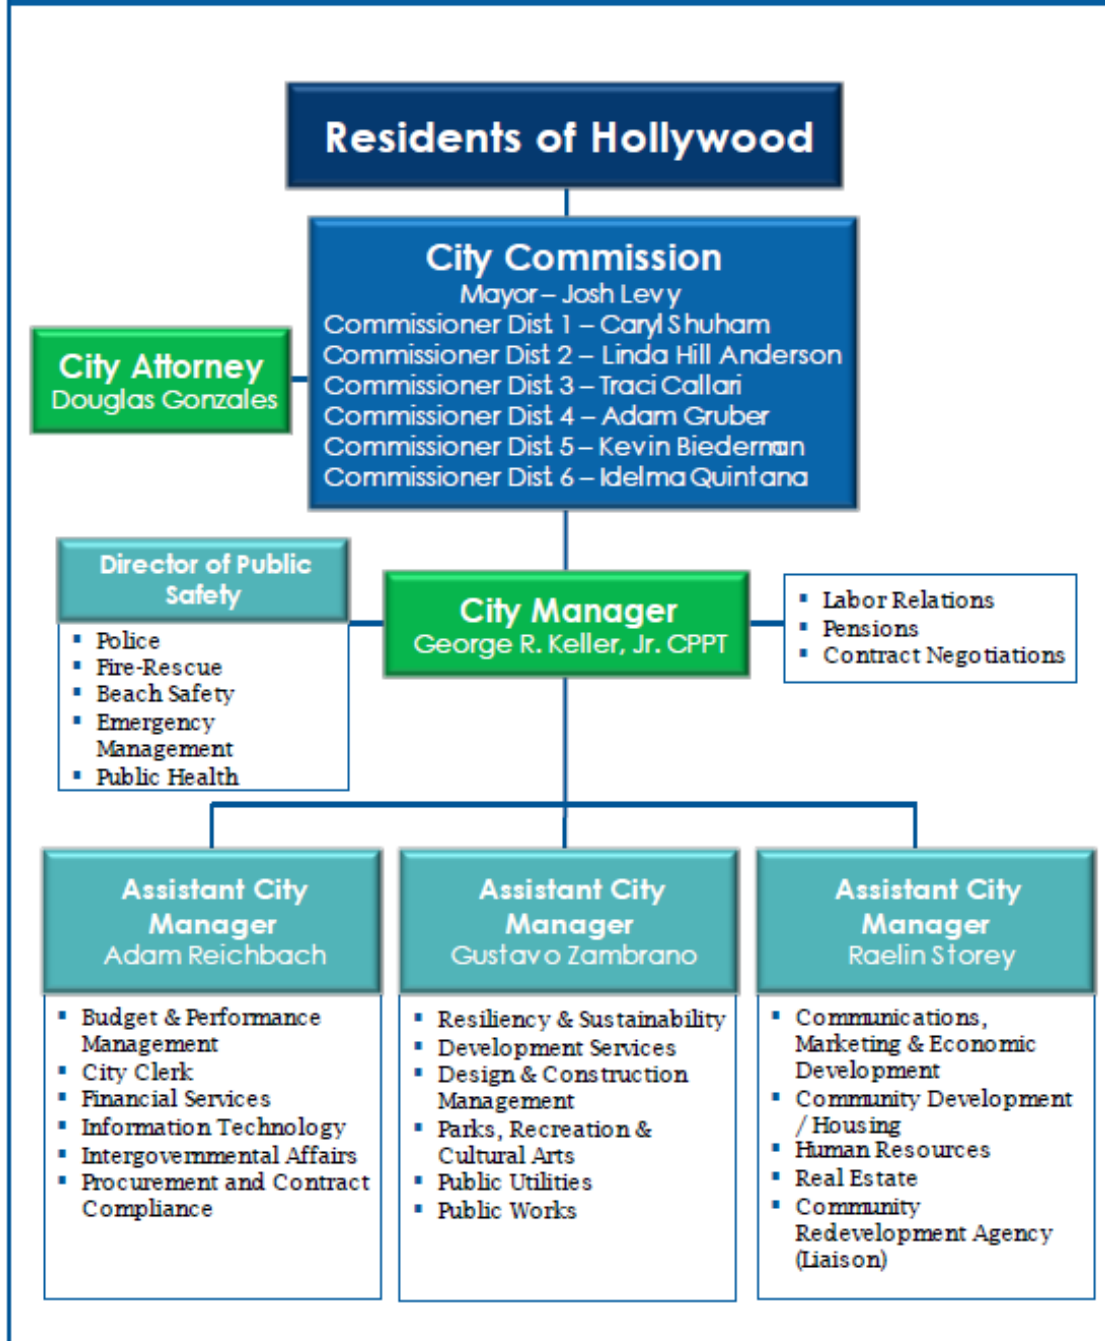 Residents of Hollywood
City Commission
Mayor – Josh Levy
Commissioner Dist. 1 – Caryl Shuham
Commissioner Dist. 2 – Linda Hill Anderson
Commissioner Dist. 3 – Traci Callari
Commissioner Dist. 4 – Adam Gruber
Commissioner Dist. 5 – Kevin Biederman
Commissioner Dist. 6 – Idelma Quintana
City Attorney
Douglas Gonzales
Director of Public
Safety
▪ Police
▪ Fire-Rescue
▪ Beach Safety
▪ Emergency
Management
▪ Public Health
City Manager
George R. Keller, Jr. CPPT
▪ Labor Relations
▪ Pensions
▪ Contract Negotiations
Assistant City
Manager
Adam Reichbach
▪ Budget & Performance
Management
▪ City Clerk
▪ Financial Services
▪ Information Technology
▪ Intergovernmental Affairs
▪ Procurement and Contract
Compliance
Assistant City
Manager
Gustavo Zambrano
▪ Resiliency & Sustainability
▪ Development Services
▪ Design & Construction
Management
▪ Parks, Recreation &
Cultural Arts
▪ Public Utilities
▪ Public Works
Assistant City
Manager
Raelin Storey
▪ Communications,
Marketing & Economic
Development
▪ Community Development
/ Housing
▪ Human Resources
▪ Real Estate
▪ Community
Redevelopment Agency
(Liaison)